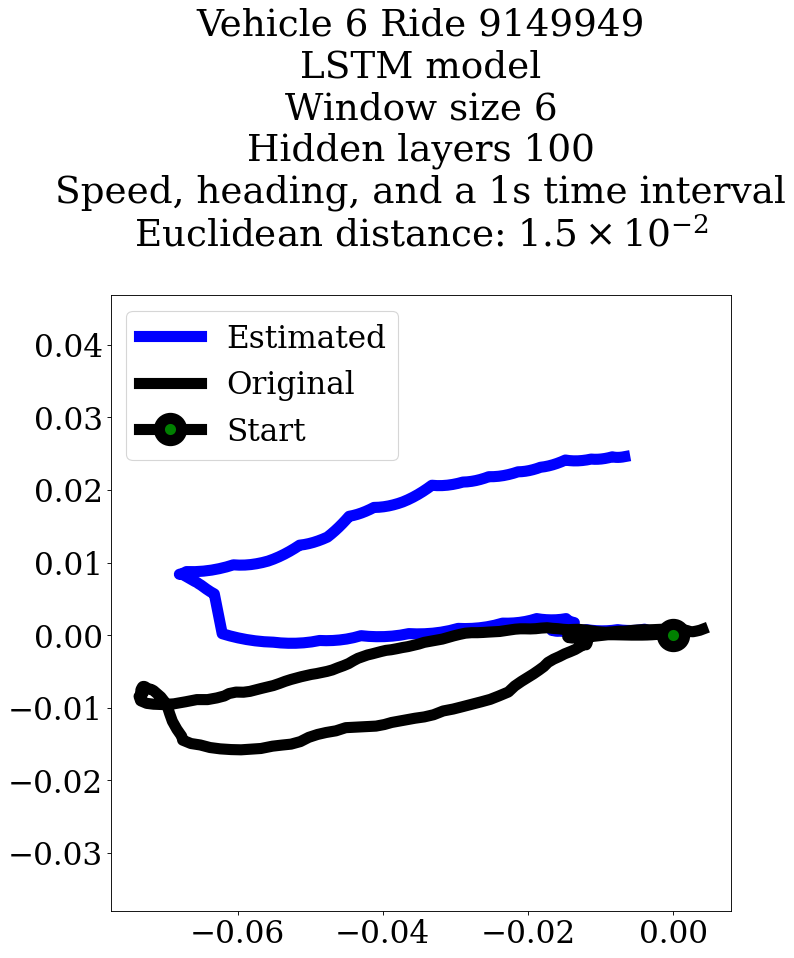 Vehicle 6 Ride 9149949
LSTM model
Window size 6
Hidden layers 100
Speed, heading, and a 1s time interval
Euclidean distance: 1.5 × 10⁻²
Estimated
Original
Start
0.04
0.03
0.02
0.01
0.00
−0.01
−0.02
−0.03
−0.06 −0.04 −0.02 0.00